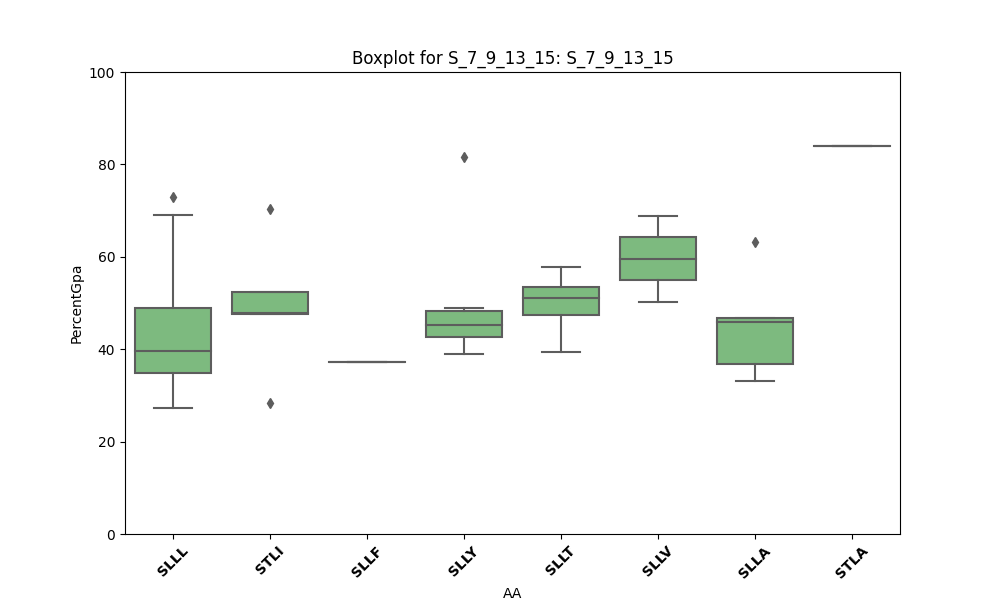 Boxplot for S_7_9_13_15: S_7_9_13_15
100
80
60
40
20
0
PercentGpa
SLLL
STLI
SLLF
SLLY
SLLT
SLLV
SLLA
STLA
AA